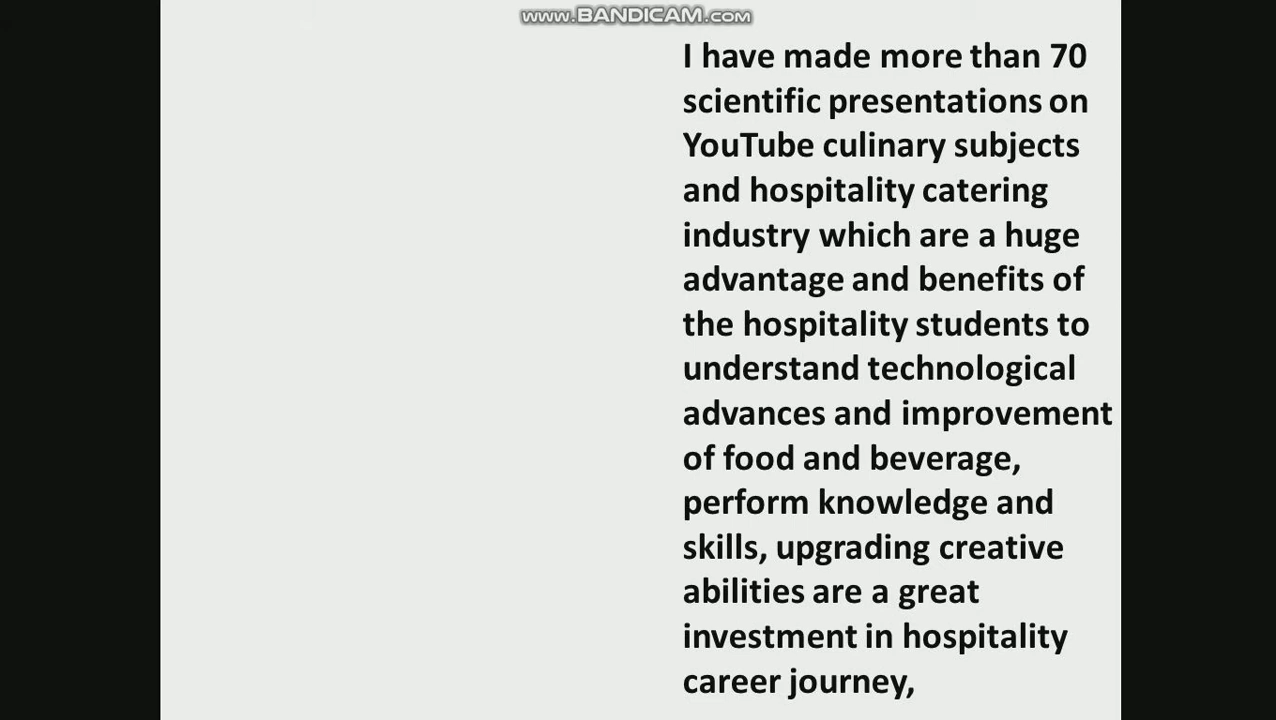 www.BANDICAM.com
I have made more than 70
scientific presentations on
YouTube culinary subjects
and hospitality catering
industry which are a huge
advantage and benefits of
the hospitality students to
understand technological
advances and improvement
of food and beverage,
perform knowledge and
skills, upgrading creative
abilities are a great
investment in hospitality
career journey,